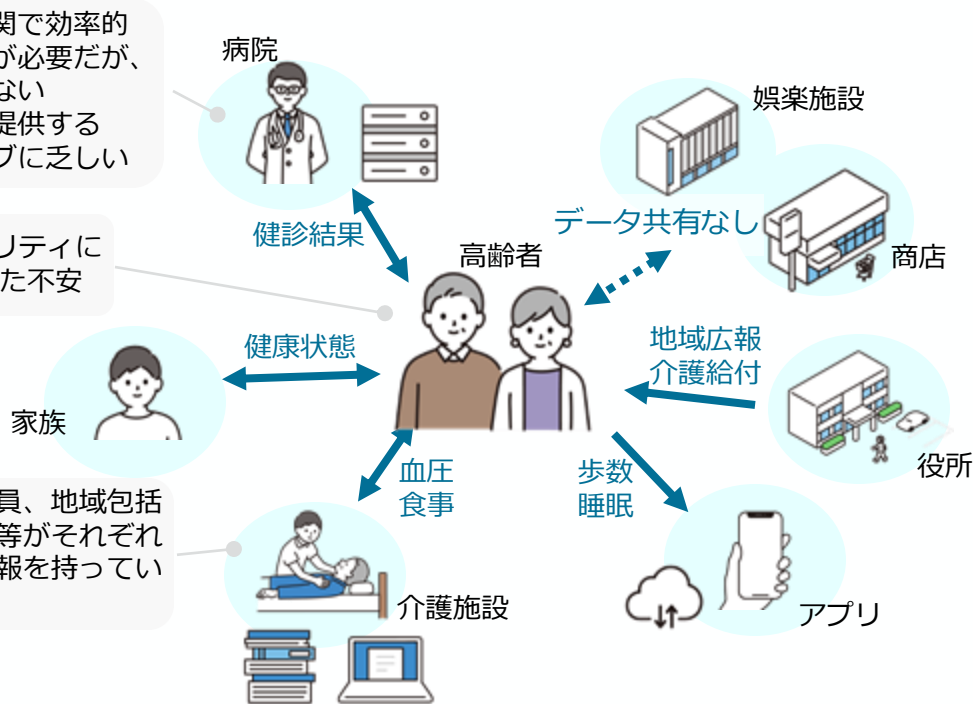 関で効率的
が必要だが、
ない
提供する
ブに乏しい
病院
娯楽施設
健診結果
データ共有なし
商店
高齢者
リティに
た不安
健康状態
地域広報
介護給付
家族
役所
血圧
食事
歩数
睡眠
員、地域包括
等がそれぞれ
報を持ってい
介護施設
アプリ